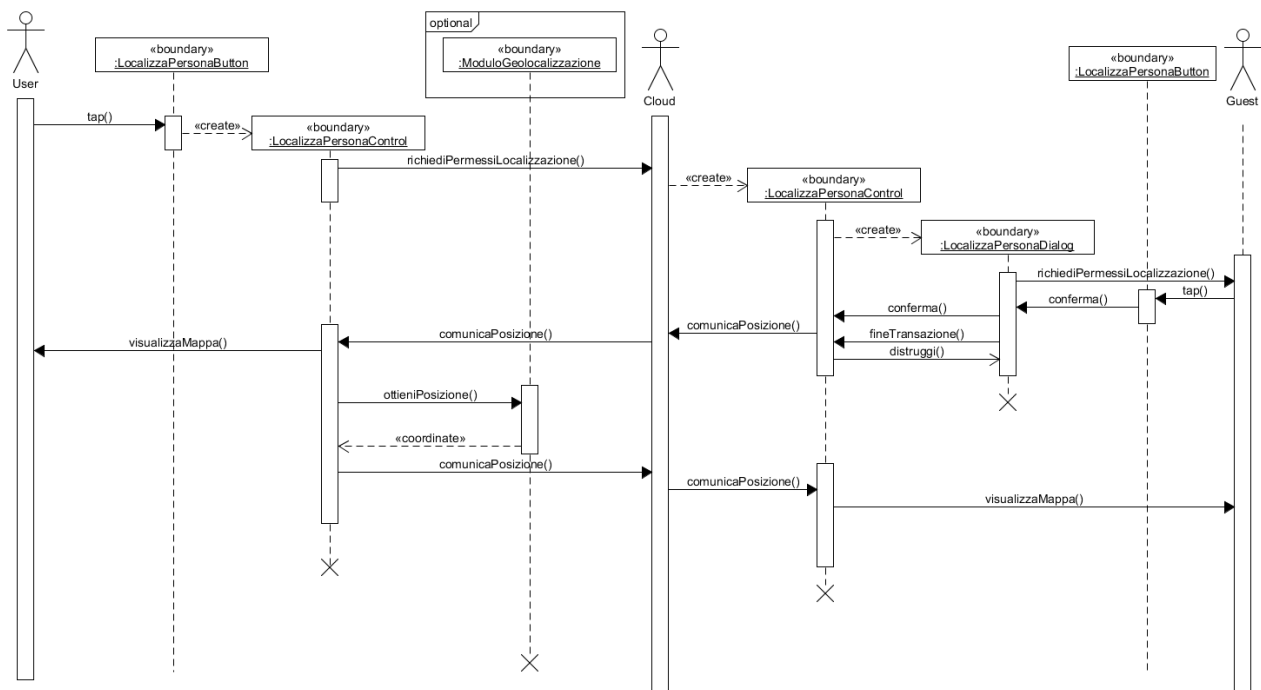 optional
«boundary»
:LocalizzaPersonaButton
«boundary»
:ModuloGeolocalizzazione
«boundary»
:LocalizzaPersonaButton
User
Cloud
Guest
tap()
«create»
«boundary»
:LocalizzaPersonaControl
richiediPermessiLocalizzazione()
«create»
«boundary»
:LocalizzaPersonaControl
«create»
«boundary»
:LocalizzaPersonaDialog
richiediPermessiLocalizzazione()
tap()
conferma()
conferma()
comunicaPosizione()
fineTransazione()
comunicaPosizione()
visualizzaMappa()
distruggi()
ottieniPosizione()
«coordinate»
comunicaPosizione()
comunicaPosizione()
visualizzaMappa()